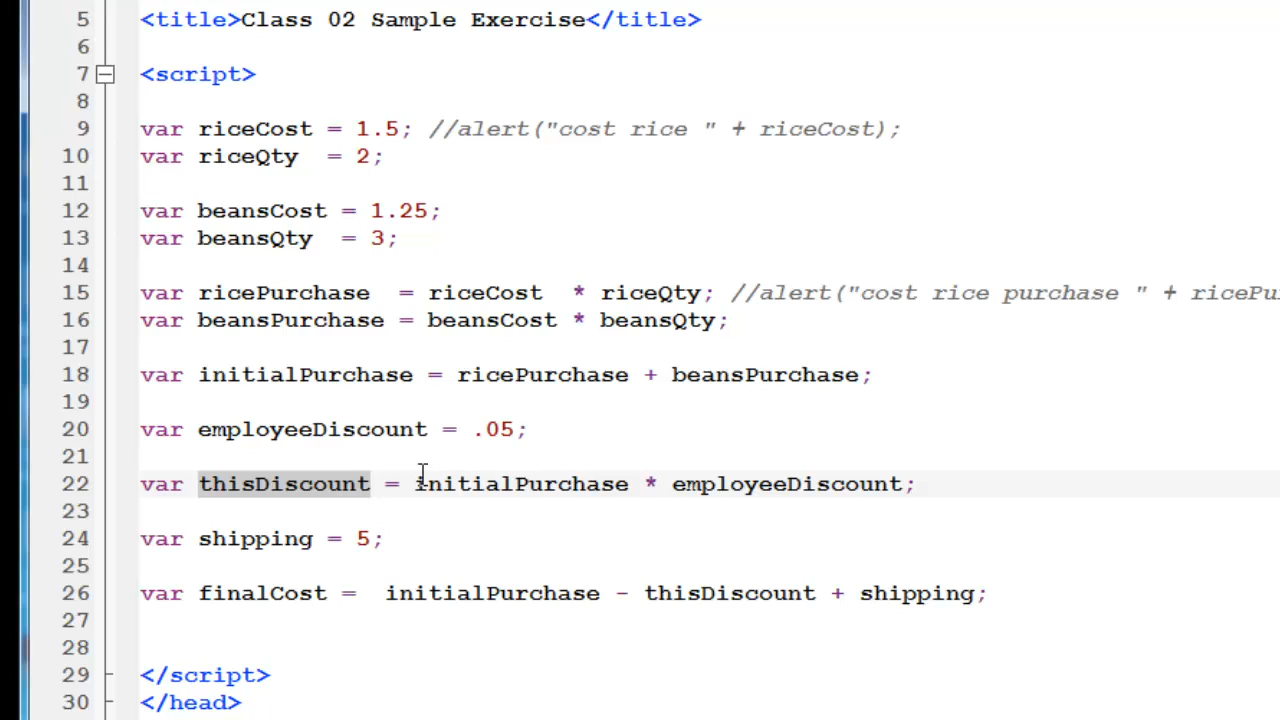 5 <title>Class 02 Sample Exercise</title>
6
7 <script>
8
9 var riceCost = 1.5; //alert("cost rice " + riceCost);
10 var riceQty  = 2;
11
12 var beansCost = 1.25;
13 var beansQty  = 3;
14
15 var ricePurchase  = riceCost  * riceQty; //alert("cost rice purchase " + ricePu
16 var beansPurchase = beansCost * beansQty;
17
18 var initialPurchase = ricePurchase + beansPurchase;
19
20 var employeeDiscount = .05;
21
22 var thisDiscount = initialPurchase * employeeDiscount;
23
24 var shipping = 5;
25
26 var finalCost =  initialPurchase - thisDiscount + shipping;
27
28
29 </script>
30 </head>